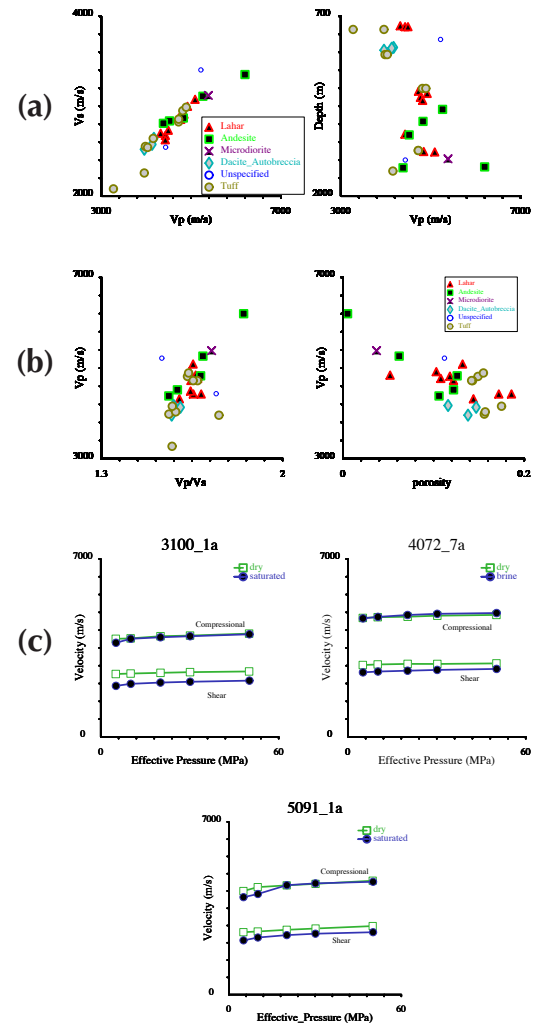 (a)
4000
Vs (m/s)
2000
3000
Vp (m/s)
7000
Lahar
Andesite
Microdiorite
Dacite_Autobreccia
Unspecified
Tuff
700
Depth (m)
2000
3000
Vp (m/s)
7000
(b)
7000
Vp (m/s)
3000
1.3
Vp/Vs
2
7000
Vp (m/s)
3000
0
porosity
0.2
Lahar
Andesite
Microdiorite
Dacite_Autobreccia
Unspecified
Tuff
(c)
3100_1a
7000
Velocity (m/s)
0
dry
saturated
Compressional
Shear
0
Effective Pressure (MPa)
60
4072_7a
7000
Velocity (m/s)
0
dry
brine
Compressional
Shear
0
Effective Pressure (MPa)
60
5091_1a
7000
Velocity (m/s)
0
dry
saturated
Compressional
Shear
0
Effective_Pressure (MPa)
60